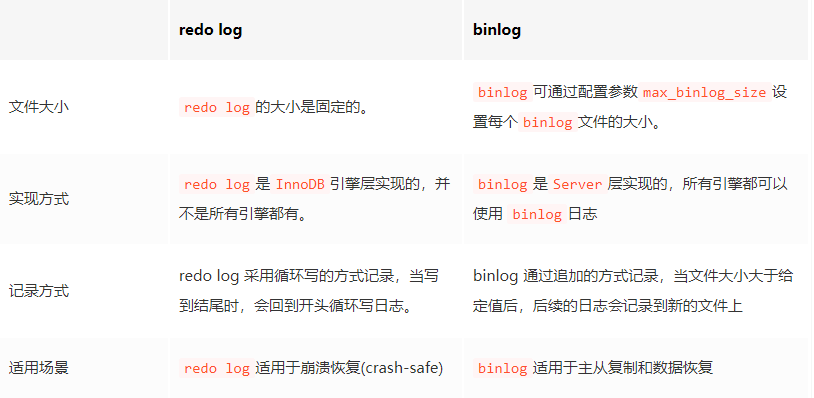 redo log
binlog
文件大小
redo log 的大小是固定的。
binlog 可通过配置参数 max_binlog_size 设
置每个 binlog 文件的大小。
实现方式
redo log 是 InnoDB 引擎层实现的，并
不是所有引擎都有。
binlog 是 Server 层实现的，所有引擎都可以
使用 binlog 日志
记录方式
redo log 采用循环写的方式记录，当写
到结尾时，会回到开头循环写日志。
binlog 通过追加的方式记录，当文件大小大于给
定值后，后续的日志会记录到新的文件上
适用场景
redo log 适用于崩溃恢复(crash-safe)
binlog 适用于主从复制和数据恢复